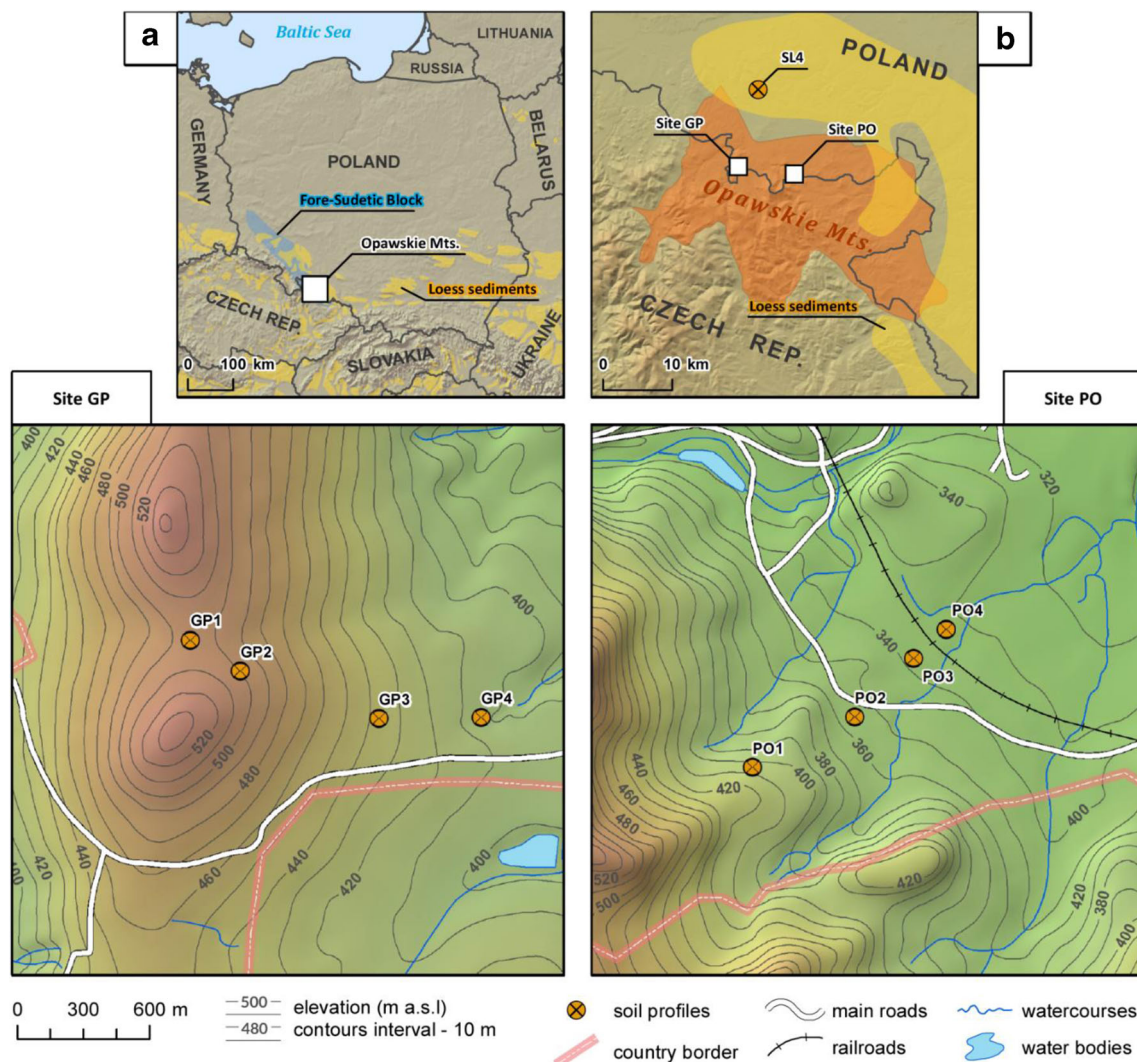 a
Baltic Sea
LITHUANIA
RUSSIA
GERMANY
BELARUS
POLAND
Fore-Sudetic Block
Opawskie Mts.
Loess sediments
CZECH REP.
SLOVAKIA
UKRAINE
0 100 km
b
POLAND
SL4
Site GP
Site PO
Opawskie Mts.
Loess sediments
CZECH REP.
0 10 km
Site GP
400
420
440
460
480
500
520
GP1
GP2
GP3
GP4
400
520
500
480
460
440
420
400
440
420
400
Site PO
340
320
PO4
340
PO3
PO2
360
380
400
PO1
420
440
460
480
520
500
420
400
420
380
400
0 300 600 m
500
480
elevation (m a.s.l)
contours interval - 10 m
soil profiles
country border
main roads
railroads
watercourses
water bodies